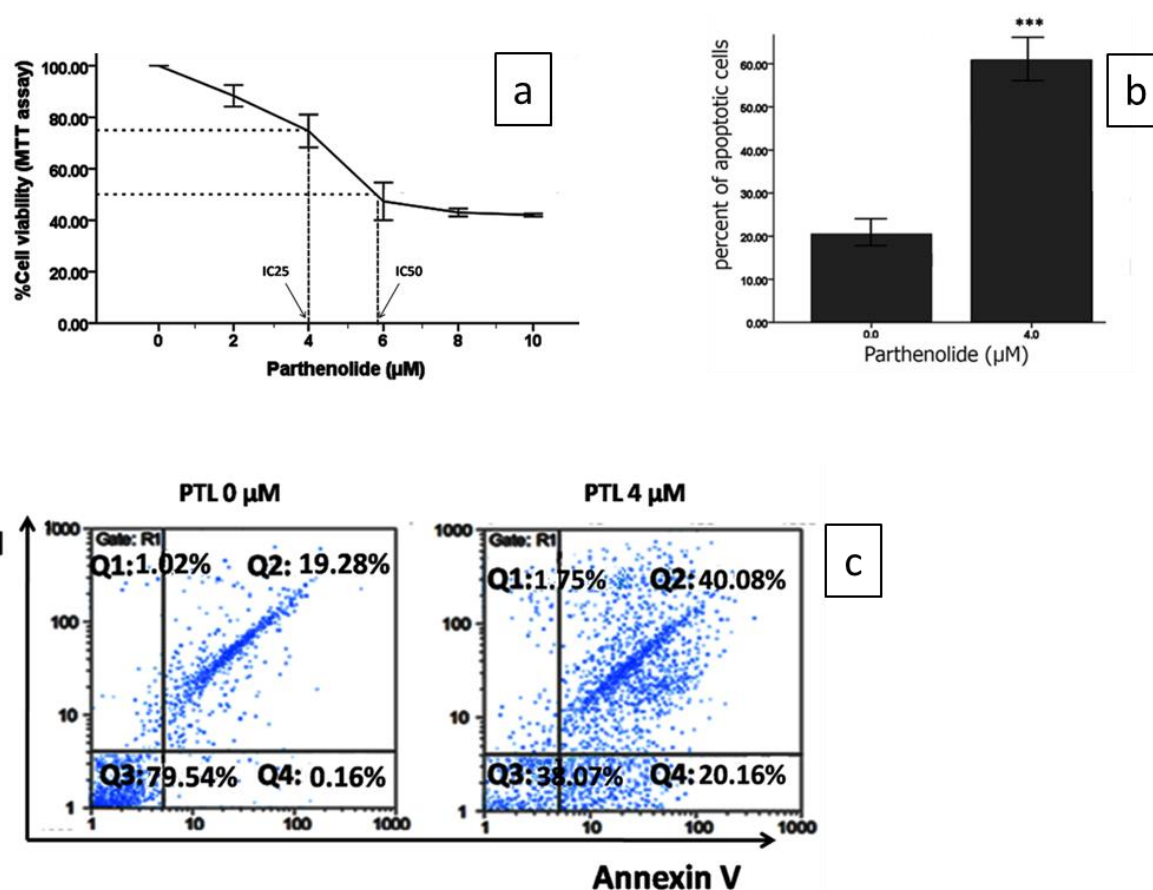 a
%Cell viability (MTT assay)
100.00
80.00
60.00
40.00
20.00
0.00
IC25
IC50
0 2 4 6 8 10
Parthenolide (µM)
b
***
percent of apoptotic cells
60.00
50.00
40.00
30.00
20.00
10.00
0.00
0.0 4.0
Parthenolide (µM)
c
PTL 0 µM
1000
100
10
1
Gate: R1
Q1: 1.02% Q2: 19.28%
Q3: 79.54% Q4: 0.16%
1 10 100 1000
PTL 4 µM
1000
100
10
1
Gate: R1
Q1: 1.75% Q2: 40.08%
Q3: 38.07% Q4: 20.16%
1 10 100 1000
Annexin V